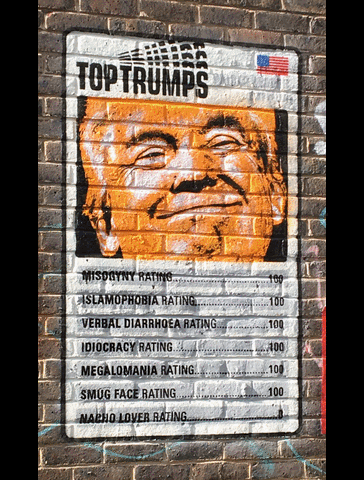 TOP TRUMPS
MISOGYNY RATING........................100
ISLAMOPHOBIA RATING........................100
VERBAL DIARRHOEA RATING................100
IDIOCRACY RATING........................100
MEGALOMANIA RATING........................100
SMUG FACE RATING........................100
NACHO LOVER RATING........................0